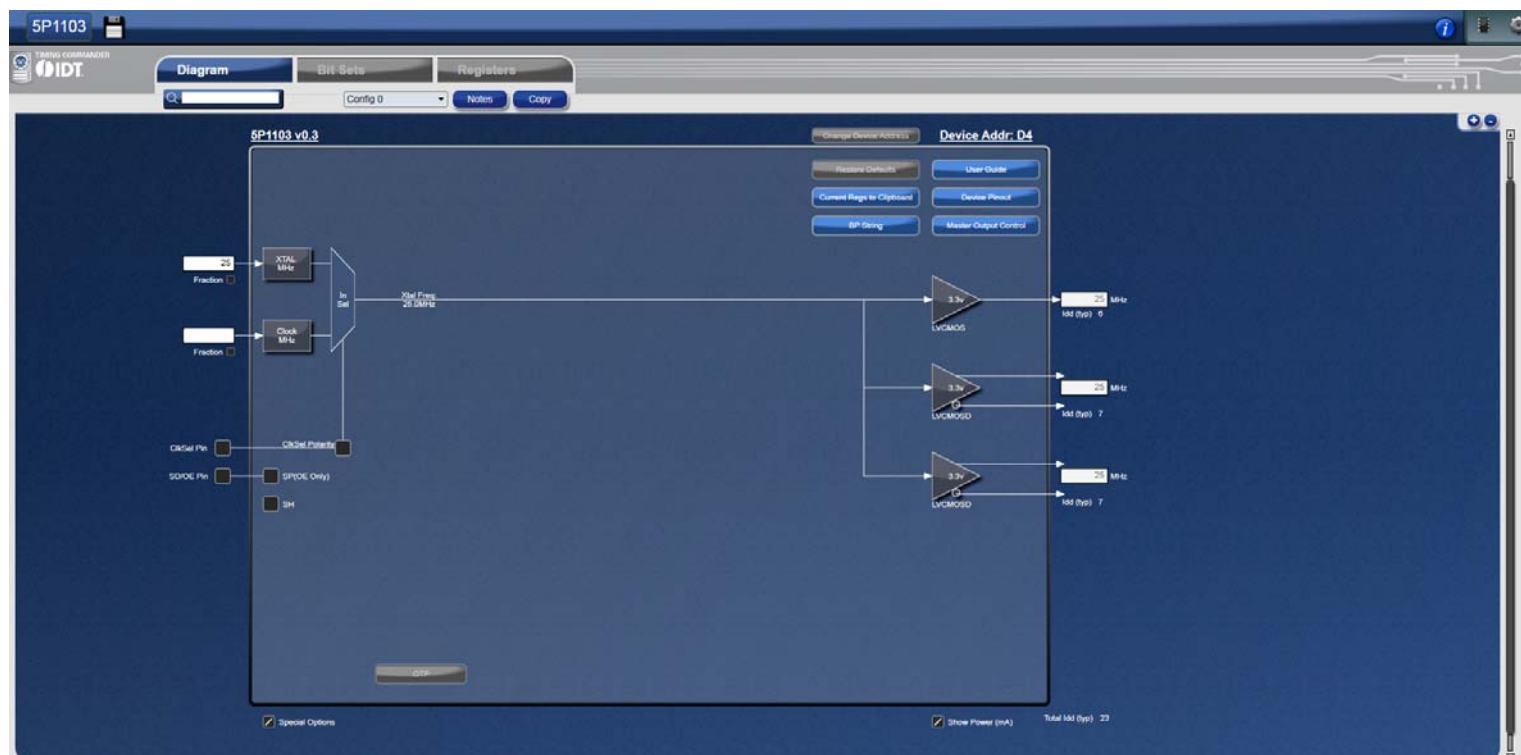 5P1103
TIMING COMMANDER
IDT
Diagram
Bit Sets
Registers
Config 0
Notes
Copy
5P1103 v0.3
Change Device Address
Device Addr: D4
Restore Defaults
User Guide
Current Regs to Clipboard
Device Pinout
BP String
Master Output Control
25
XTAL
MHz
Fraction
In
Sel
Xtal Freq
25.0MHz
Clock
MHz
Fraction
3.3v
LVCMOS
25 MHz
Idd (typ) 6
3.3v
LVCMOSD
25 MHz
Idd (typ) 7
3.3v
LVCMOSD
25 MHz
Idd (typ) 7
ClkSel Pin
ClkSel Polarity
SD/OE Pin
SP(OE Only)
SH
OTP
Special Options
Show Power (mA)
Total Idd (typ) 23